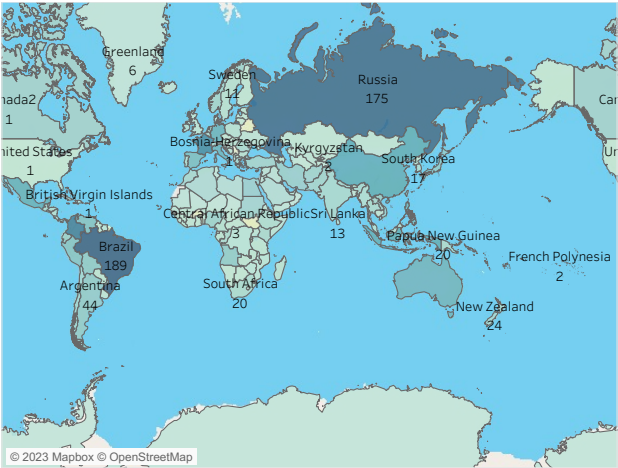 Greenland
6
Sweden
11
Russia
175
nada2
1
Can
nited States
1
Un
Bosnia-Herzegovina
1
Kyrgyzstan
2
South Korea
17
British Virgin Islands
1
Central African Republic
3
Sri Lanka
13
Papua New Guinea
20
French Polynesia
2
Brazil
189
Argentina
44
South Africa
20
New Zealand
24
© 2023 Mapbox © OpenStreetMap